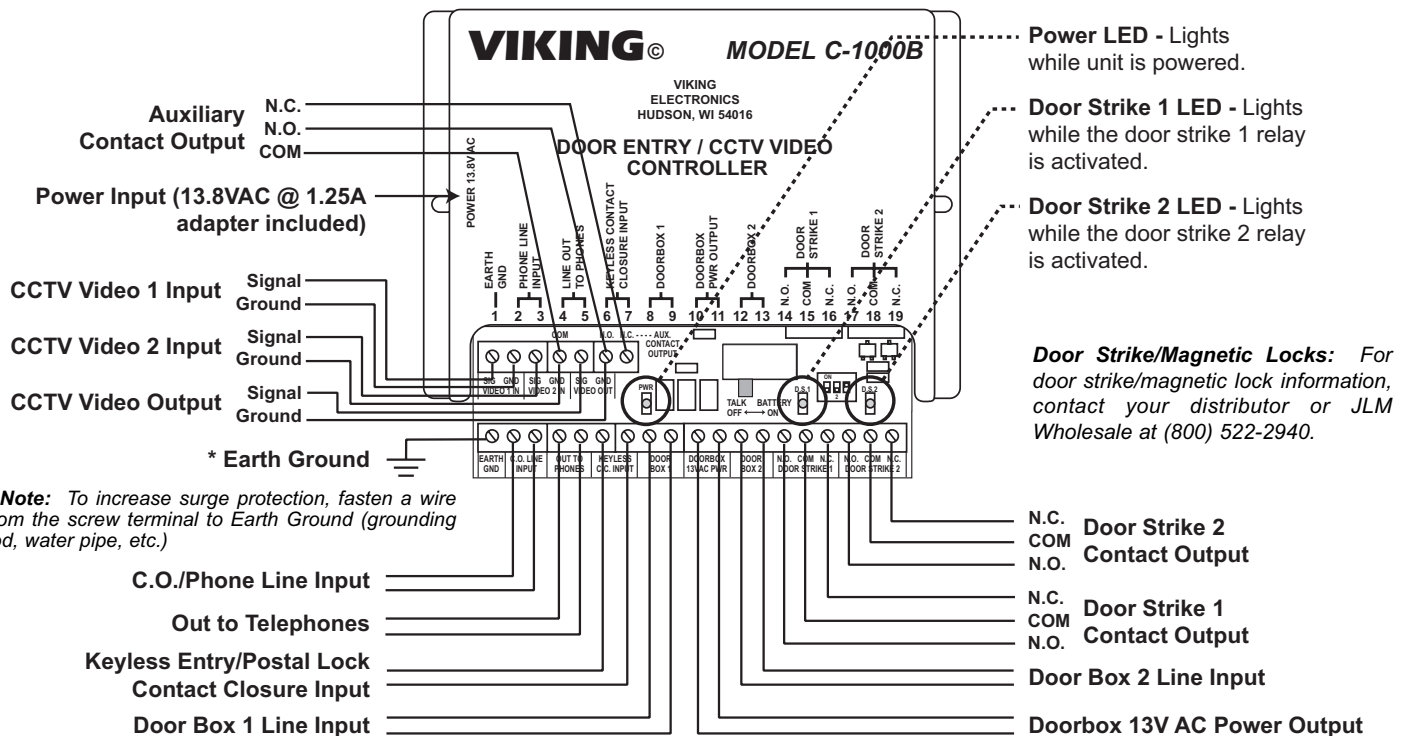 VIKING©
MODEL C-1000B
VIKING
ELECTRONICS
HUDSON, WI 54016
DOOR ENTRY / CCTV VIDEO
CONTROLLER
POWER 13.8V AC
Auxiliary
Contact Output
N.C.
N.O.
COM
Power Input (13.8VAC @ 1.25A
adapter included)
CCTV Video 1 Input
Signal
Ground
CCTV Video 2 Input
Signal
Ground
CCTV Video Output
Signal
Ground
* Earth Ground
Note: To increase surge protection, fasten a wire
om the screw terminal to Earth Ground (grounding
od, water pipe, etc.)
C.O./Phone Line Input
Out to Telephones
Keyless Entry/Postal Lock
Contact Closure Input
Door Box 1 Line Input
EARTH
GND
PHONE LINE
INPUT
LINE OUT
TO PHONES
KEYLESS CONTACT
CLOSURE INPUT
DOORBOX 1
DOORBOX
PWR OUTPUT
DOORBOX 2
DOOR
STRIKE 1
DOOR
STRIKE 2
N.O.
COM
N.C.
N.O.
COM
N.C.
1 2 3 4 5 6 7 8 9 10 11 12 13 14 15 16 17 18 19
COM N.O. N.C. ---- AUX.
CONTACT
OUTPUT
SIG GND SIG GND SIG GND
VIDEO 1 IN VIDEO 2 IN VIDEO OUT
PWR
TALK BATTERY
OFF ←→ ON
D.S.1
ON
2
D.S.2
EARTH
GND
C.O. LINE
INPUT
OUT TO
PHONES
KEYLESS
C.C. INPUT
DOOR
BOX 1
DOORBOX
13VAC PWR
DOOR
BOX 2
N.O. COM N.C.
DOOR STRIKE 1
N.O. COM N.C.
DOOR STRIKE 2
Power LED - Lights
while unit is powered.
Door Strike 1 LED - Lights
while the door strike 1 relay
is activated.
Door Strike 2 LED - Lights
while the door strike 2 relay
is activated.
Door Strike/Magnetic Locks: For
door strike/magnetic lock information,
contact your distributor or JLM
Wholesale at (800) 522-2940.
N.C.
COM
N.O.
Door Strike 2
Contact Output
N.C.
COM
N.O.
Door Strike 1
Contact Output
Door Box 2 Line Input
Doorbox 13V AC Power Output